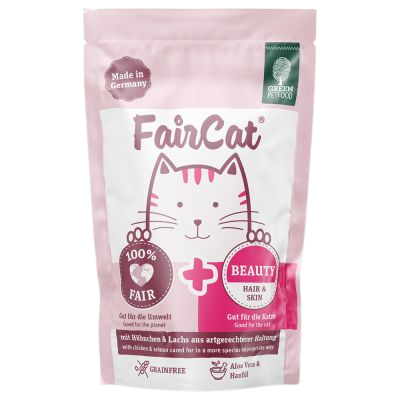 Made in
Germany
GREEN
PETFOOD
FairCat®
100%
FAIR
+
BEAUTY
HAIR &
SKIN
Gut für die Umwelt
Good for the planet
Gut für die Katze
Good for the cat
mit Hühnchen & Lachs aus artgerechterer Haltung
with chicken & salmon cared for in a more species appropriate way
GRAINFREE
Aloe Vera &
Hanföl